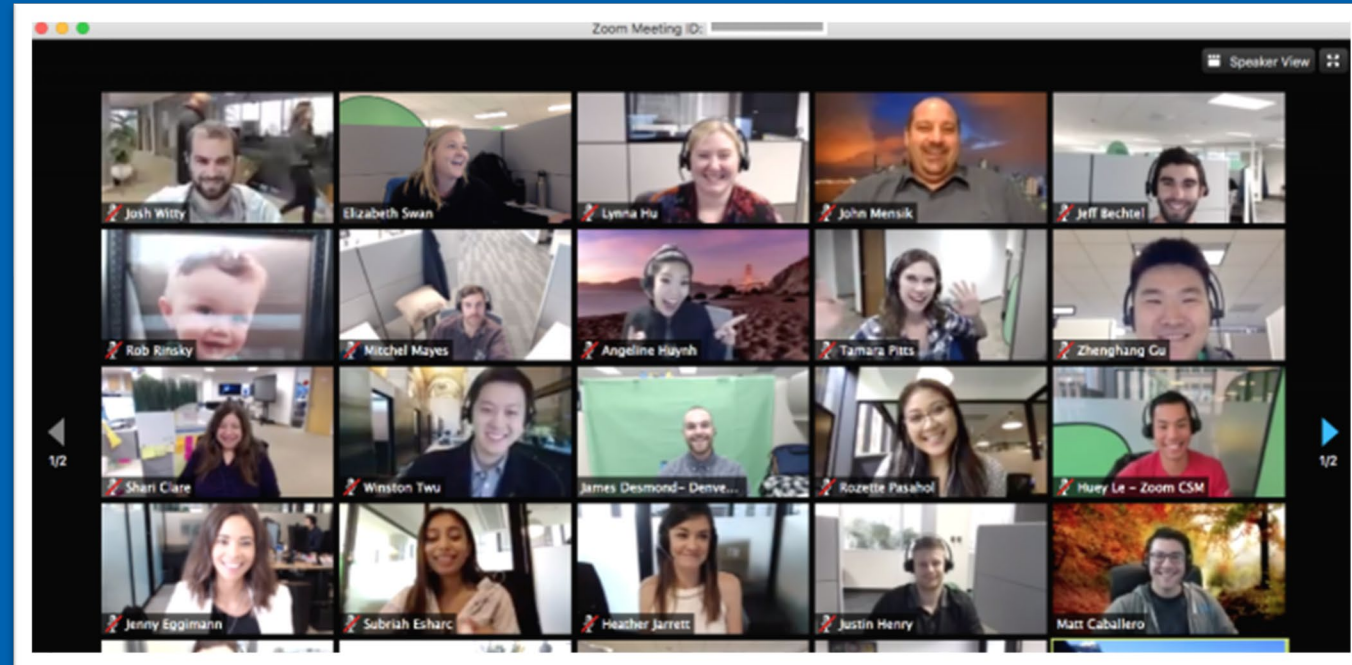 Zoom Meeting ID:
Speaker View
Josh Witty
Elizabeth Swan
Lynna Hu
John Mensik
Jeff Bechtel
Rob Rinsky
Mitchel Mayes
Angeline Huynh
Tamara Pitts
Zhenghang Gu
1/2
1/2
Shari Clare
Winston Twu
James Desmond- Denve...
Rozette Pasahol
Huey Le - Zoom CSM
Jenny Eggimann
Subriah Esharc
Heather Jarrett
Justin Henry
Matt Caballero